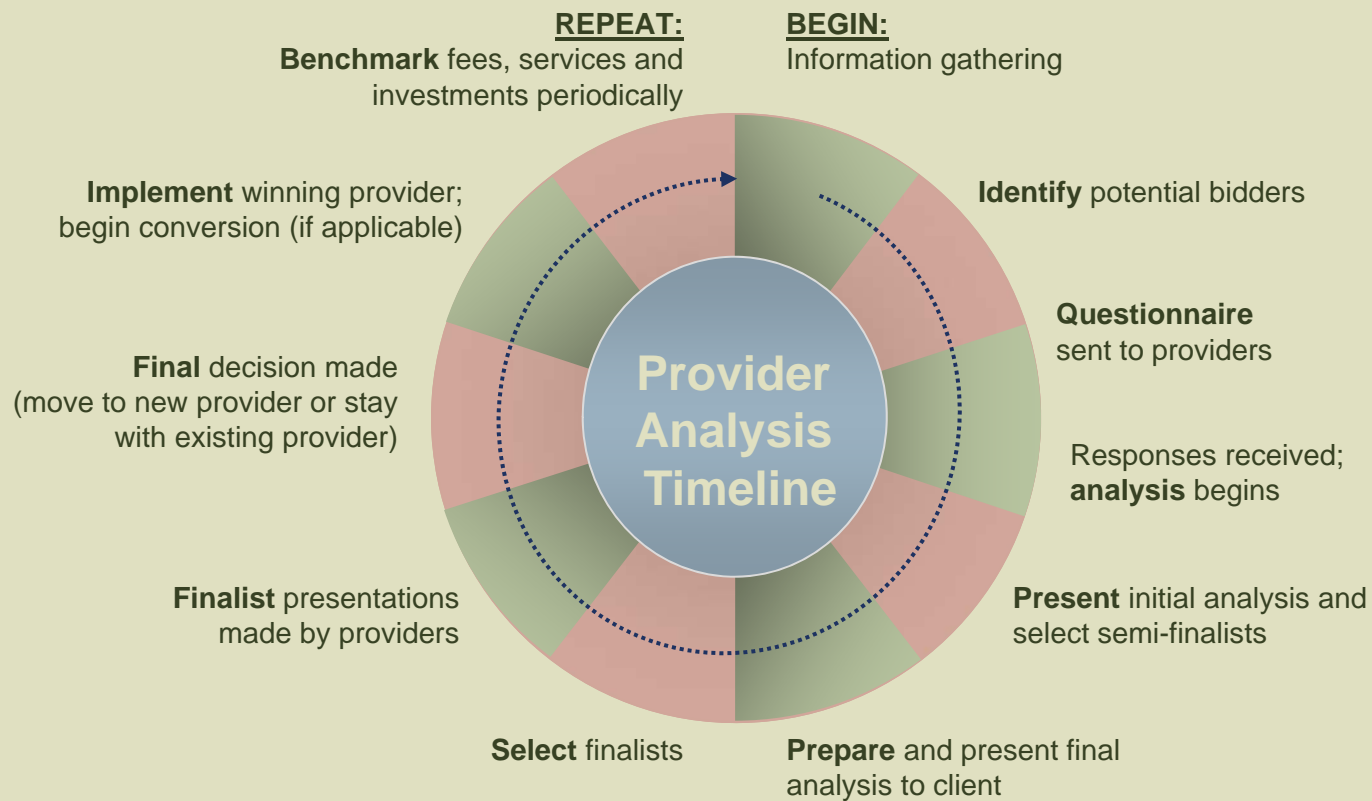 BEGIN:
Information gathering
Identify potential bidders
Questionnaire
sent to providers
Responses received;
analysis begins
Present initial analysis and
select semi-finalists
Prepare and present final
analysis to client
Select finalists
Finalist presentations
made by providers
Final decision made
(move to new provider or stay
with existing provider)
Implement winning provider;
begin conversion (if applicable)
REPEAT:
Benchmark fees, services and
investments periodically
Provider
Analysis
Timeline